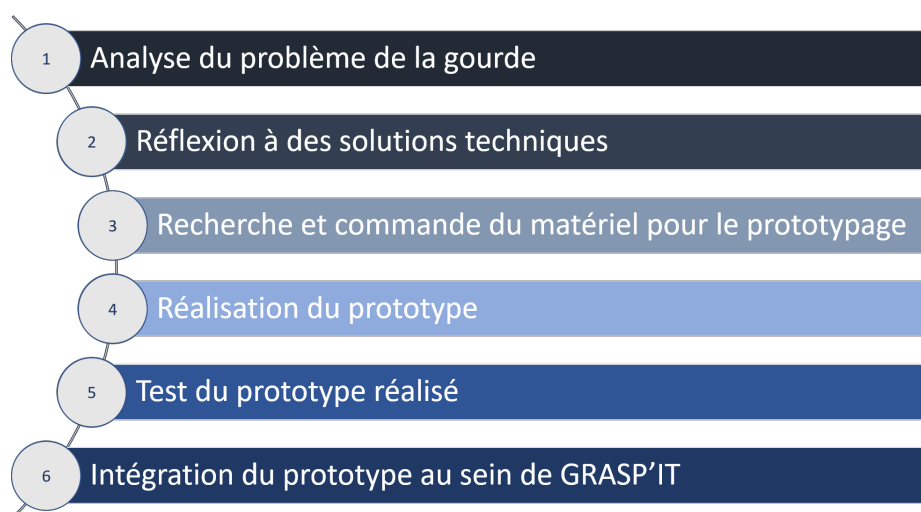 1 Analyse du problème de la gourde
2 Réflexion à des solutions techniques
3 Recherche et commande du matériel pour le prototypage
4 Réalisation du prototype
5 Test du prototype réalisé
6 Intégration du prototype au sein de GRASP’IT